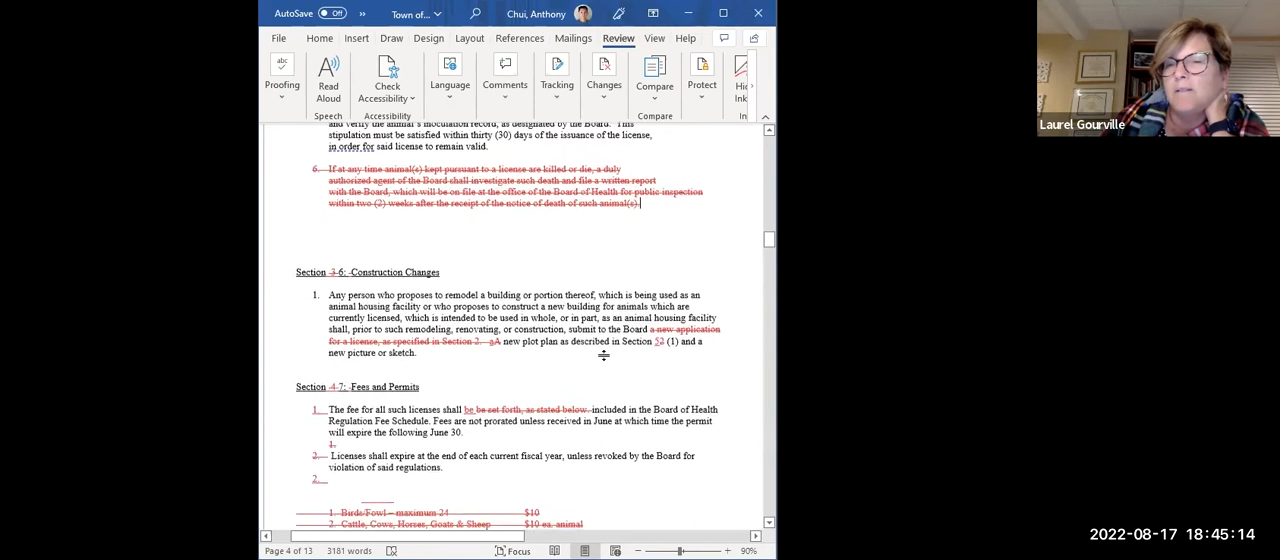 AutoSave Off » Town of... Chui, Anthony
File Home Insert Draw Design Layout References Mailings Review View Help
Proofing Read Aloud Check Accessibility Language Comments Tracking Changes Compare Protect Hide Ink
Speech Accessibility Compare In
and verify the animal's inoculation record, as designated by the Board. This
stipulation must be satisfied within thirty (30) days of the issuance of the license,
in order for said license to remain valid.
6. If at any time animal(s) kept pursuant to a license are killed or die, a duly
authorized agent of the Board shall investigate such death and file a written report
with the Board, which will be on file at the office of the Board of Health for public inspection
within two (2) weeks after the receipt of the notice of death of such animal(s).
Section 3 6: Construction Changes
1. Any person who proposes to remodel a building or portion thereof, which is being used as an
animal housing facility or who proposes to construct a new building for animals which are
currently licensed, which is intended to be used in whole, or in part, as an animal housing facility
shall, prior to such remodeling, renovating, or construction, submit to the Board a new application
for a license, as specified in Section 2. aA new plot plan as described in Section 52 (1) and a
new picture or sketch.
Section 4 7: Fees and Permits
1. The fee for all such licenses shall be be set forth, as stated below. included in the Board of Health
Regulation Fee Schedule. Fees are not prorated unless received in June at which time the permit
will expire the following June 30.
1.
2. Licenses shall expire at the end of each current fiscal year, unless revoked by the Board for
violation of said regulations.
2.
1. Birds/Fowl – maximum 24 $10
2. Cattle, Cows, Horses, Goats & Sheep $10 ea. animal
Page 4 of 13 3181 words Focus 90%
Laurel Gourville
2022-08-17 18:45:14